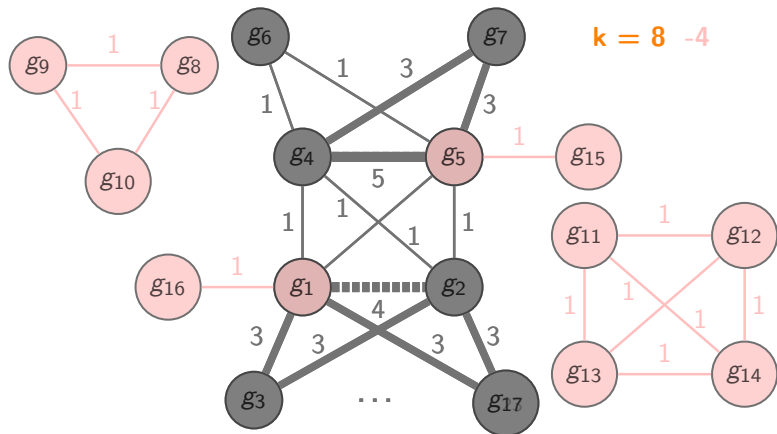 g6 g7 k = 8 -4
1 3
g9 g8 1
1 1 1 3
g10 g4 g5 1 g15
5
1 1 1 g11 1 g12
1 g1 g2 1 1 1 1
g16 4
3 3 3 3 g13 1 g14
g3 ...